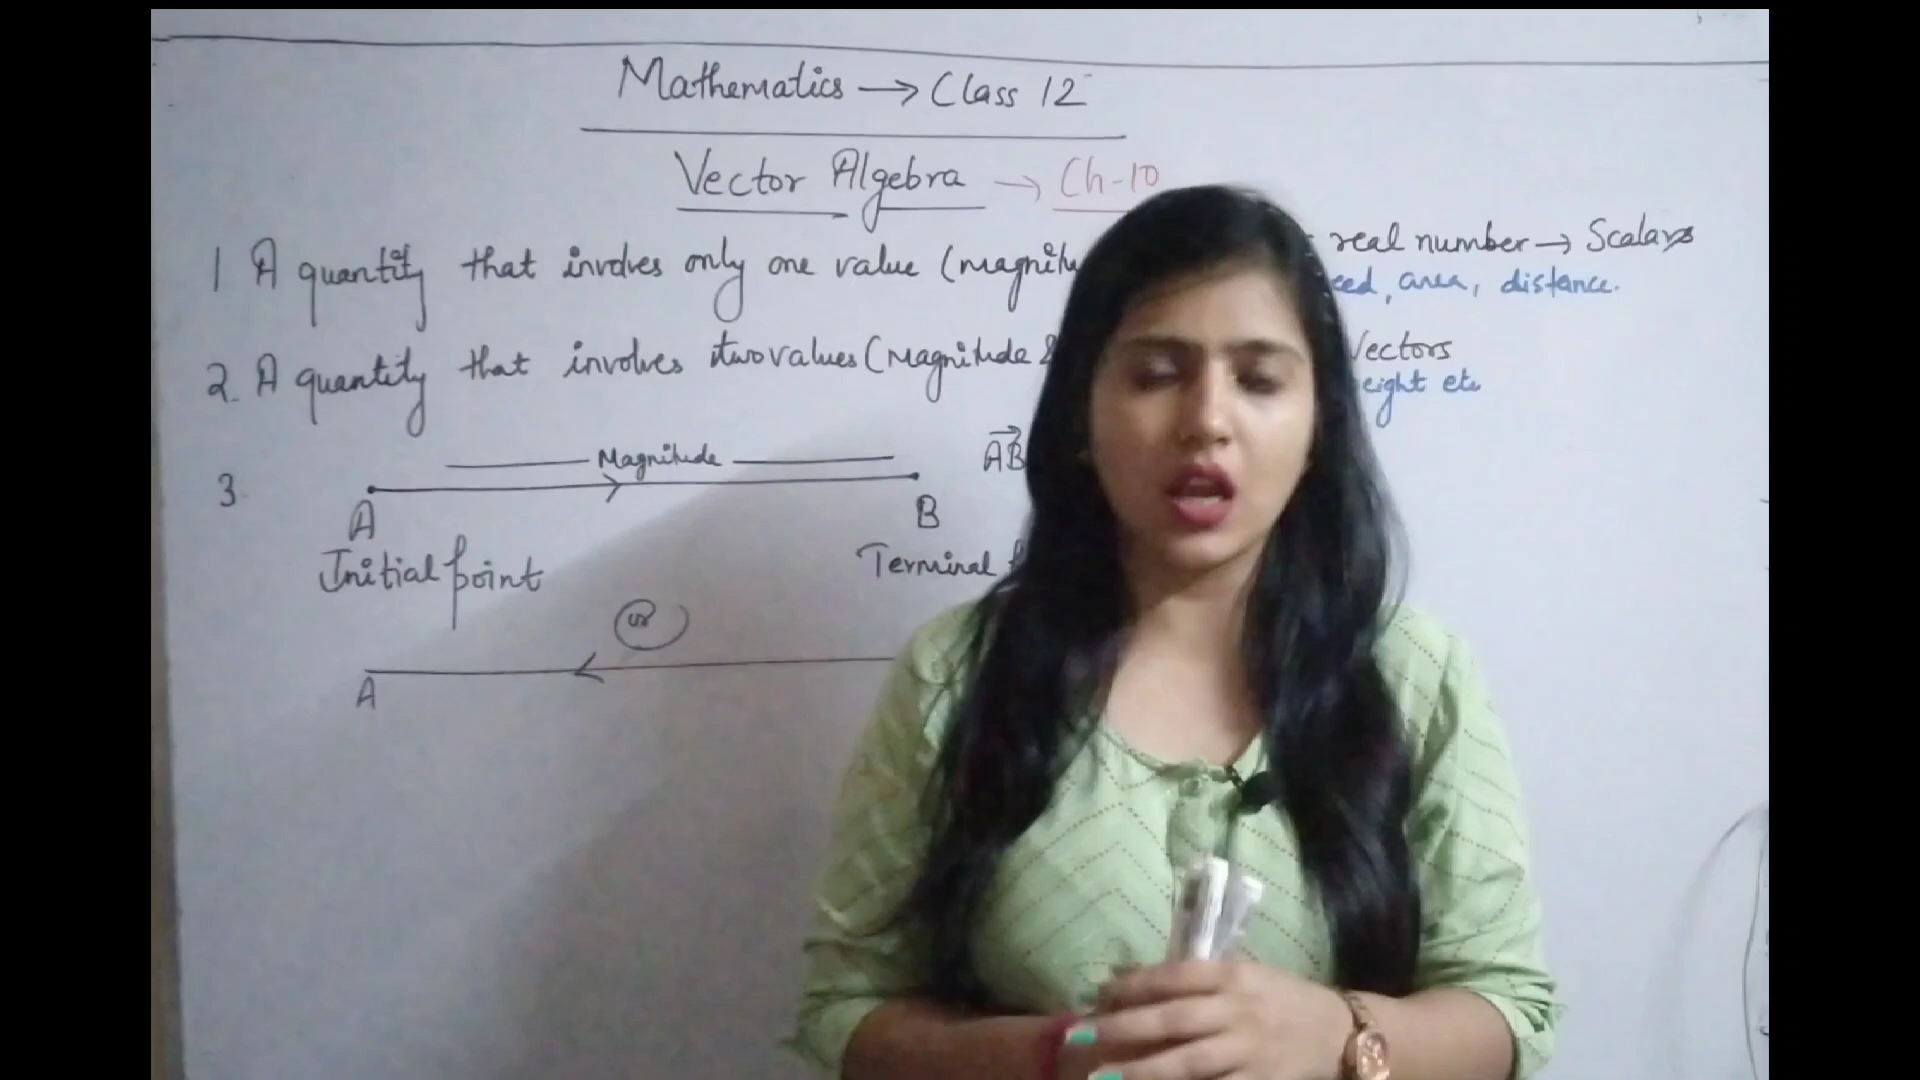 Mathematics → Class 12
Vector Algebra → Ch-10
1 A quantity that involves only one value (magnitu real number → Scalars
eed, area, distance.
2. A quantity that involves two values (Magnitude & Vectors
eight etc
Magnitude
3 A B AB
Initial point Terminal
or
A